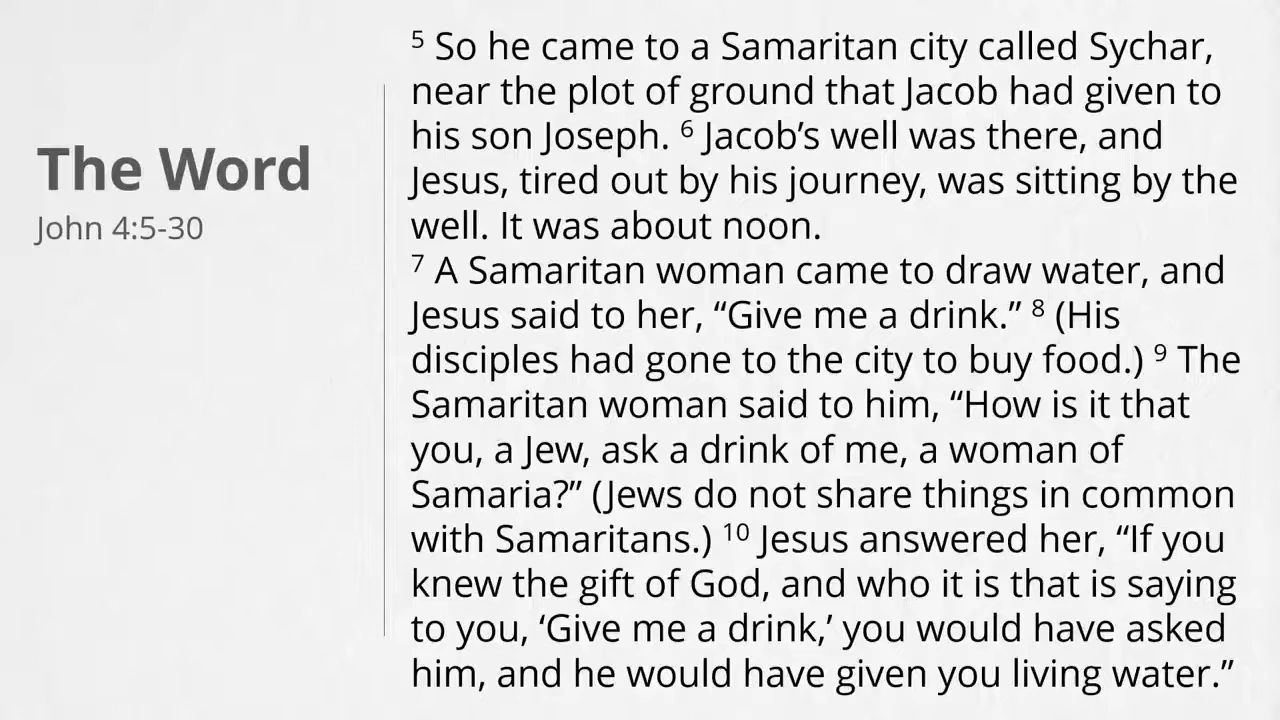 The Word
John 4:5-30
5 So he came to a Samaritan city called Sychar,
near the plot of ground that Jacob had given to
his son Joseph. 6 Jacob’s well was there, and
Jesus, tired out by his journey, was sitting by the
well. It was about noon.
7 A Samaritan woman came to draw water, and
Jesus said to her, “Give me a drink.” 8 (His
disciples had gone to the city to buy food.) 9 The
Samaritan woman said to him, “How is it that
you, a Jew, ask a drink of me, a woman of
Samaria?” (Jews do not share things in common
with Samaritans.) 10 Jesus answered her, “If you
knew the gift of God, and who it is that is saying
to you, ‘Give me a drink,’ you would have asked
him, and he would have given you living water.”